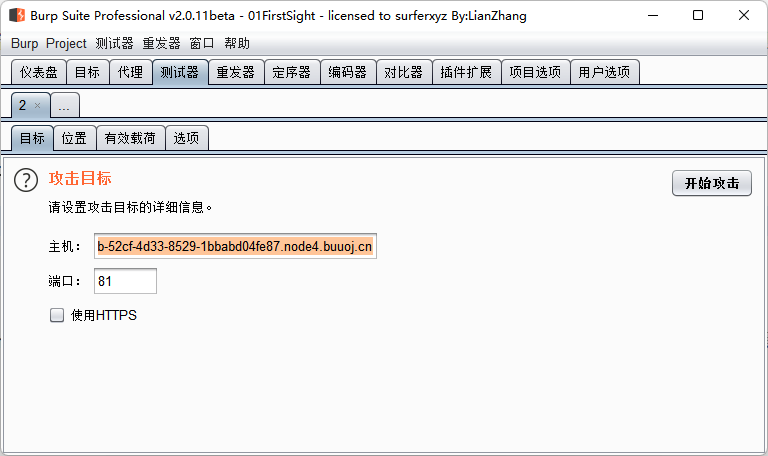 Burp Suite Professional v2.0.11beta - 01FirstSight - licensed to surferxyz By:LianZhang
Burp Project 测试器 重发器 窗口 帮助
仪表盘 目标 代理 测试器 重发器 定序器 编码器 对比器 插件扩展 项目选项 用户选项
2 × ...
目标 位置 有效载荷 选项
? 攻击目标 开始攻击
请设置攻击目标的详细信息。
主机: b-52cf-4d33-8529-1bbabd04fe87.node4.buuoj.cn
端口: 81
使用HTTPS